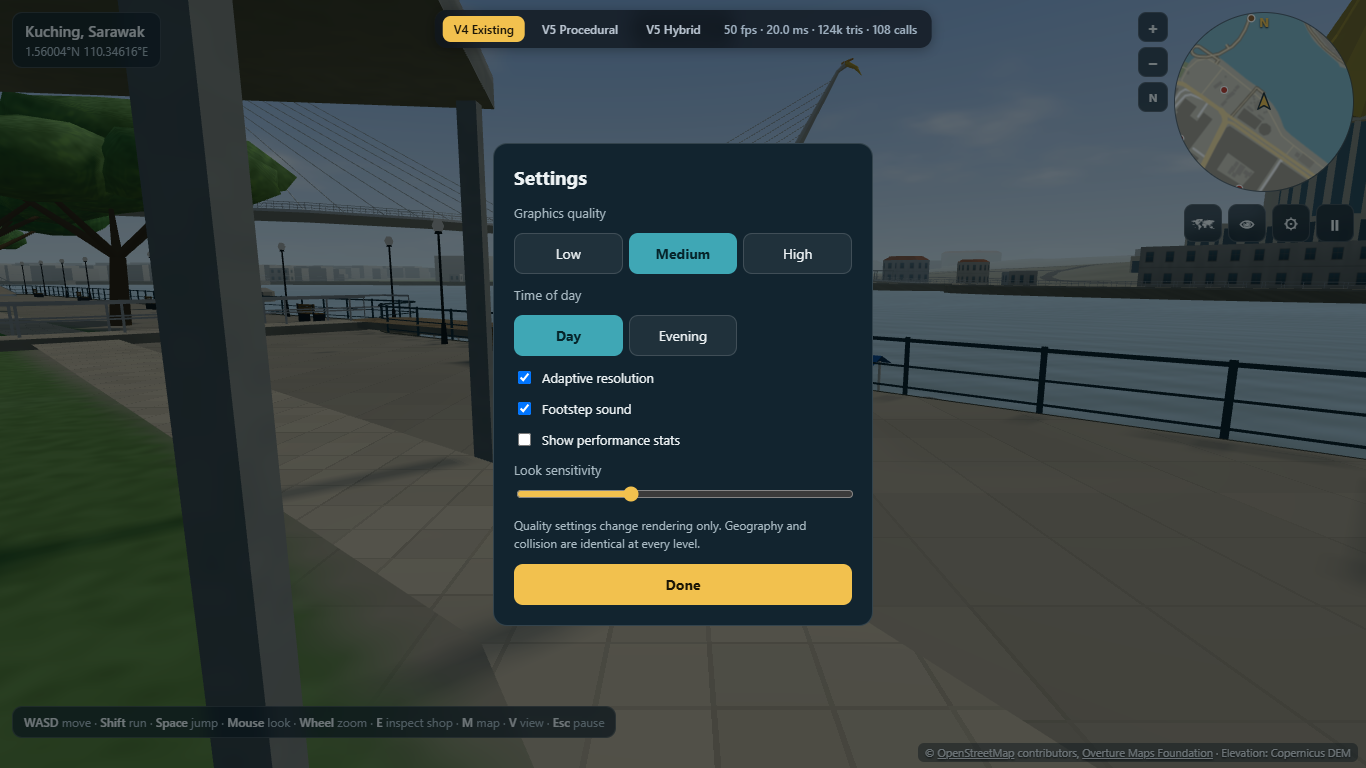 Kuching, Sarawak
1.56004°N 110.34616°E
V4 Existing
V5 Procedural
V5 Hybrid
50 fps · 20.0 ms · 124k tris · 108 calls
+
−
N
N
Settings
Graphics quality
Low
Medium
High
Time of day
Day
Evening
Adaptive resolution
Footstep sound
Show performance stats
Look sensitivity
Quality settings change rendering only. Geography and
collision are identical at every level.
Done
WASD move · Shift run · Space jump · Mouse look · Wheel zoom · E inspect shop · M map · V view · Esc pause
© OpenStreetMap contributors, Overture Maps Foundation · Elevation: Copernicus DEM